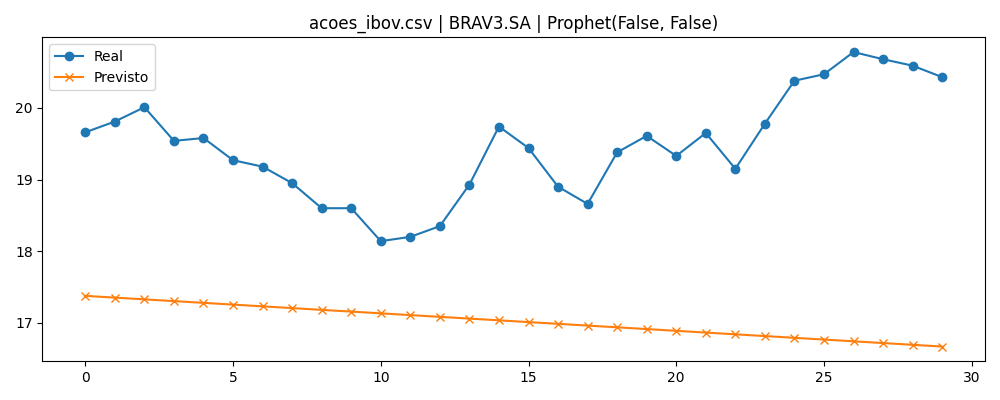 acoes_ibov.csv | BRAV3.SA | Prophet(False, False)
Real
Previsto
20
19
18
17
0 5 10 15 20 25 30